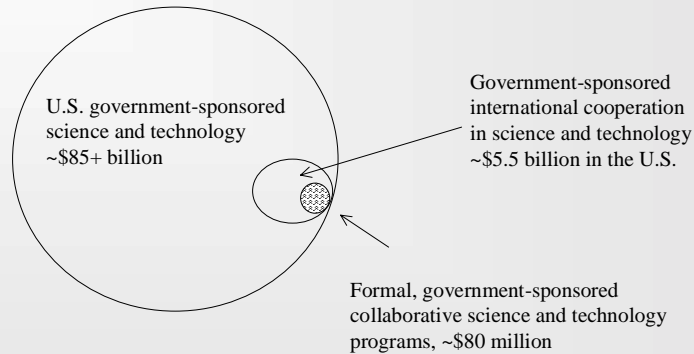 U.S. government-sponsored
science and technology
~$85+ billion
Government-sponsored
international cooperation
in science and technology
~$5.5 billion in the U.S.
Formal, government-sponsored
collaborative science and technology
programs, ~$80 million